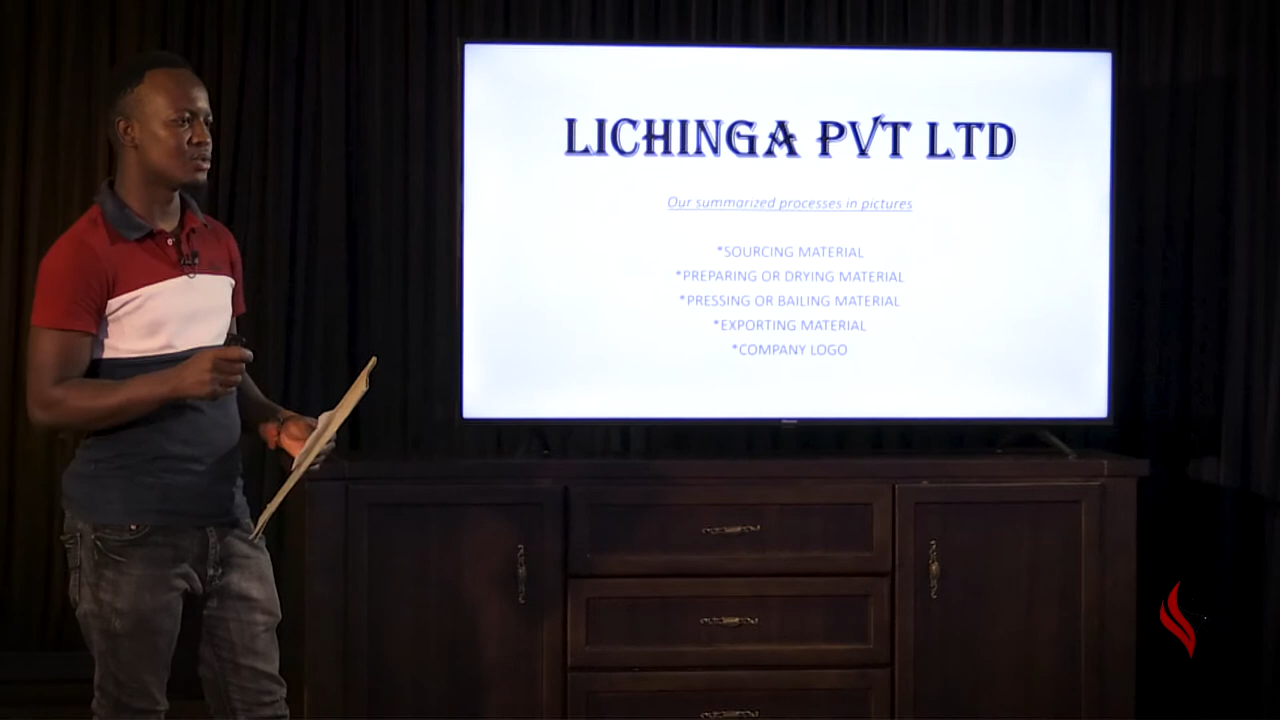 LICHINGA PVT LTD
Our summarized processes in pictures
*SOURCING MATERIAL
*PREPARING OR DRYING MATERIAL
*PRESSING OR BAILING MATERIAL
*EXPORTING MATERIAL
*COMPANY LOGO